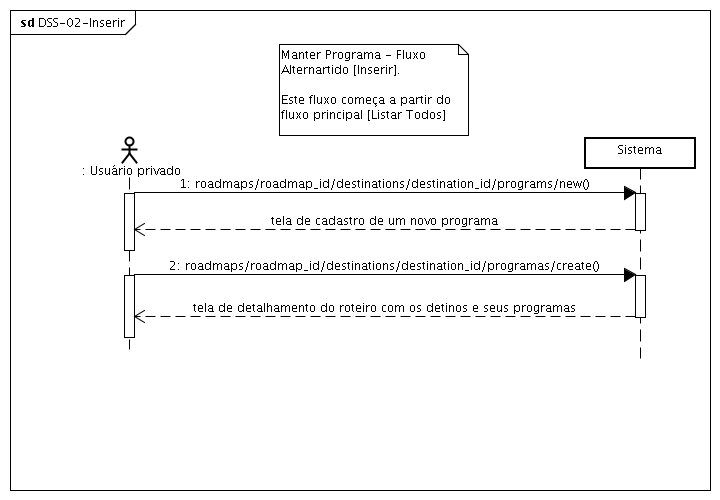 sd DSS-02-Inserir
Manter Programa - Fluxo
Alternartido [Inserir].
Este fluxo começa a partir do
fluxo principal [Listar Todos]
: Usuário privado
Sistema
1: roadmaps/roadmap_id/destinations/destination_id/programs/new()
tela de cadastro de um novo programa
2: roadmaps/roadmap_id/destinations/destination_id/programas/create()
tela de detalhamento do roteiro com os detinos e seus programas